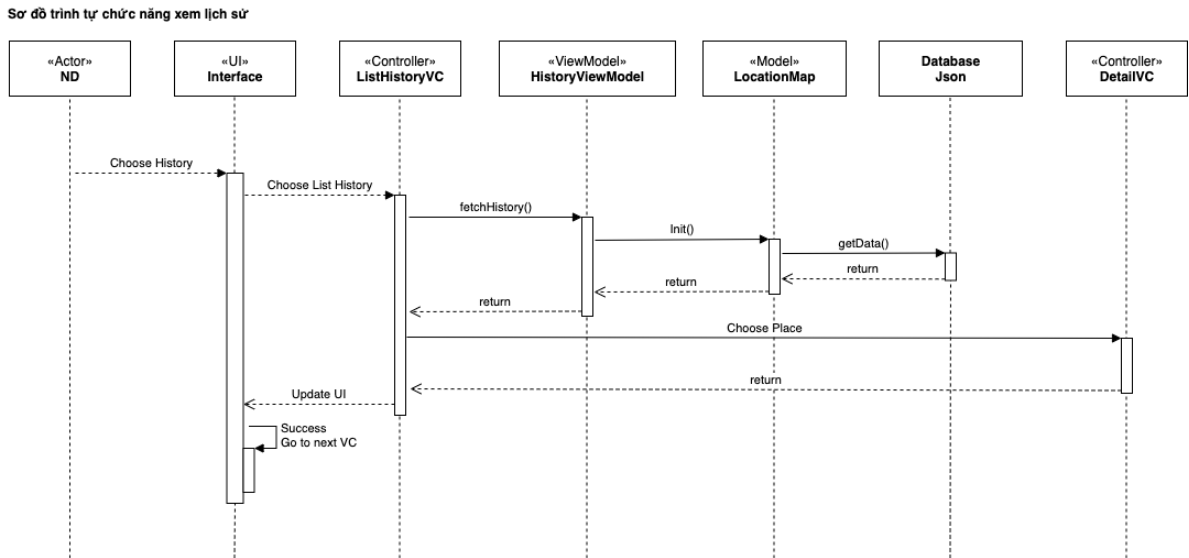 Sơ đồ trình tự chức năng xem lịch sử
«Actor»
ND
«UI»
Interface
«Controller»
ListHistoryVC
«ViewModel»
HistoryViewModel
«Model»
LocationMap
Database
Json
«Controller»
DetailVC
Choose History
Choose List History
fetchHistory()
Init()
getData()
return
return
return
Choose Place
return
Update UI
Success
Go to next VC